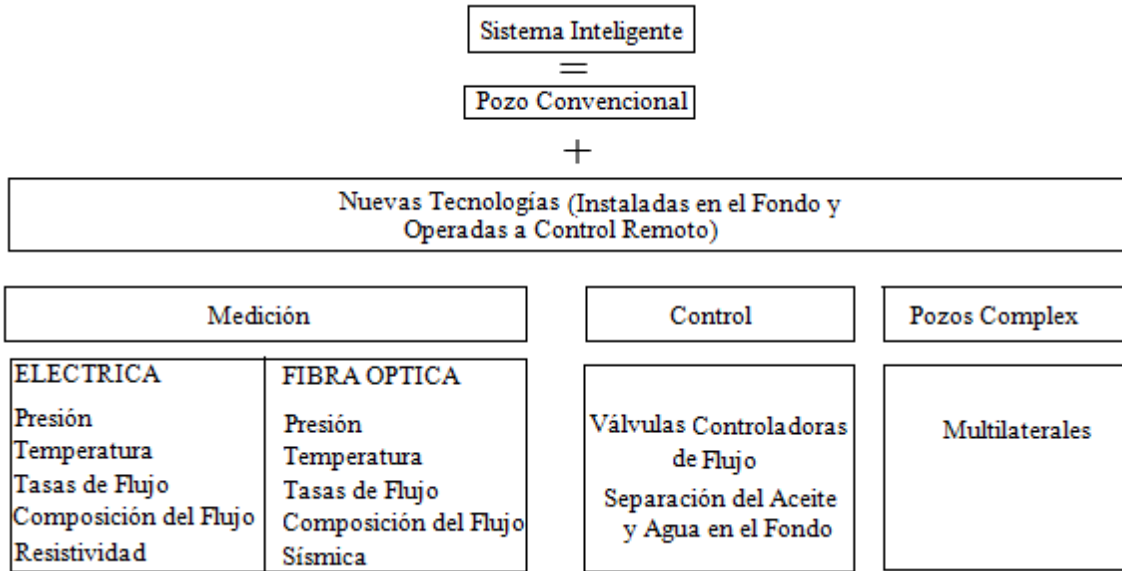 Sistema Inteligente
=
Pozo Convencional
+
Nuevas Tecnologías (Instaladas en el Fondo y
Operadas a Control Remoto)
Medición
Control
Pozos Complex
ELECTRICA
Presión
Temperatura
Tasas de Flujo
Composición del Flujo
Resistividad
FIBRA OPTICA
Presión
Temperatura
Tasas de Flujo
Composición del Flujo
Sísmica
Válvulas Controladoras
de Flujo
Separación del Aceite
y Agua en el Fondo
Multilaterales